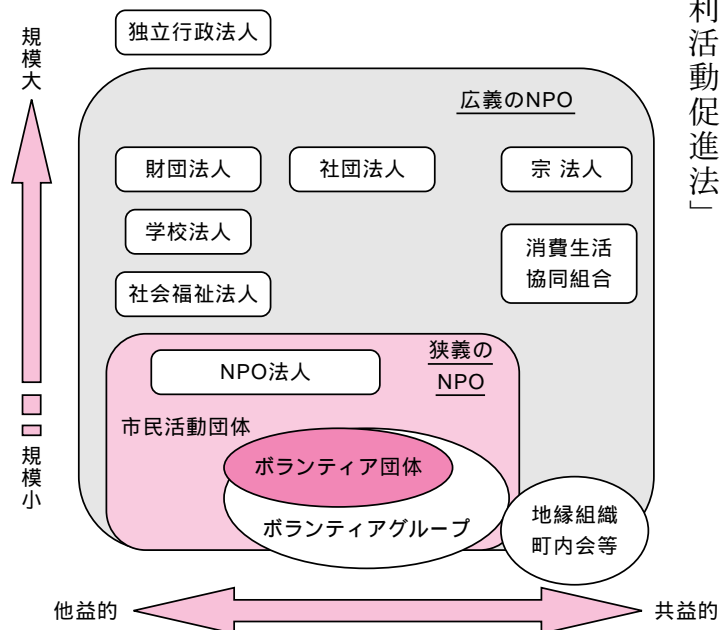 利活動促進法」
規模大
独立行政法人
広義のNPO
財団法人
社団法人
宗 法人
学校法人
消費生活
協同組合
社会福祉法人
狭義の
NPO
NPO法人
市民活動団体
ボランティア団体
ボランティアグループ
規模小
地縁組織
町内会等
他益的
共益的